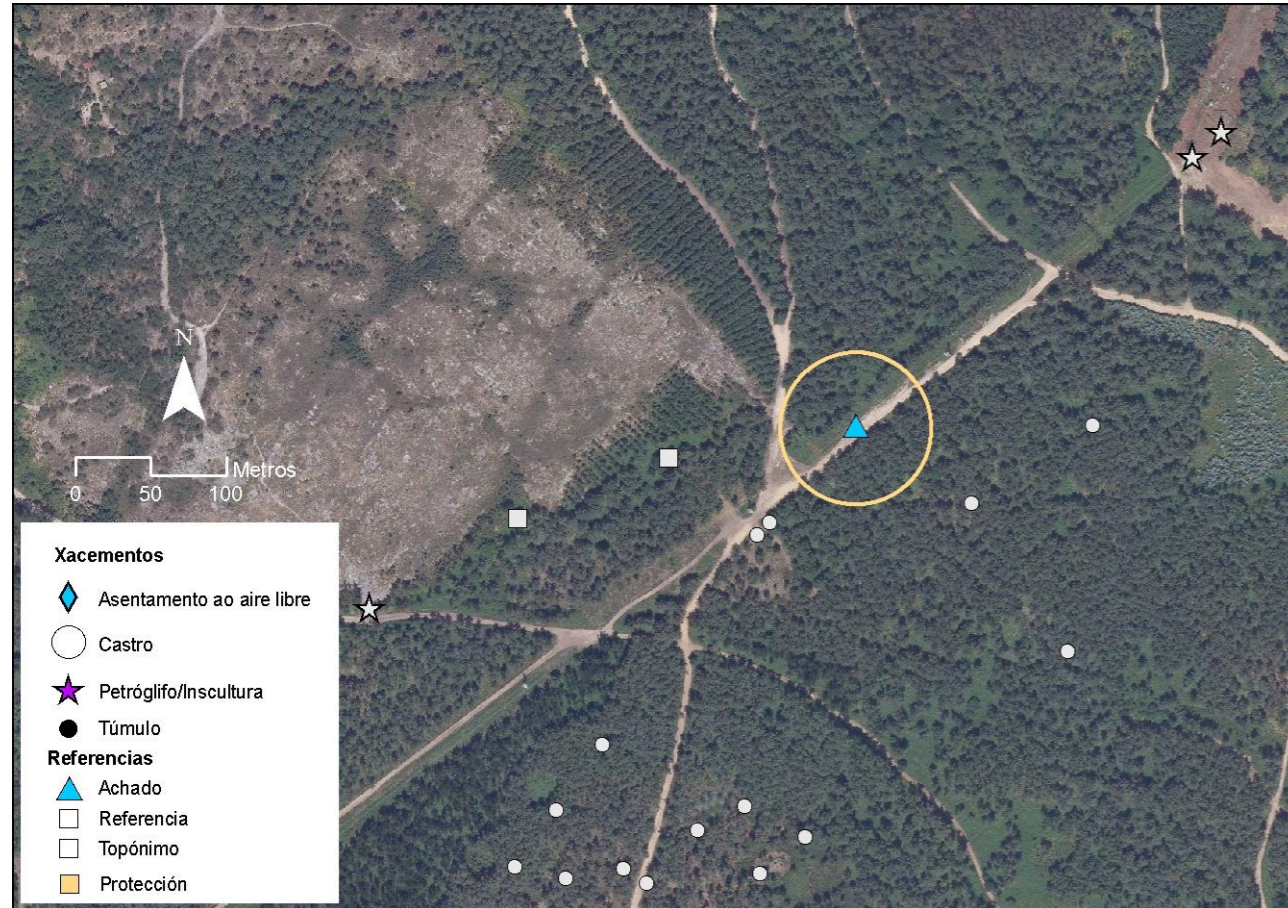 N
Metros
0 50 100
Xacementos
Asentamento ao aire libre
Castro
Petróglifo/Inscultura
Túmulo
Referencias
Achado
Referencia
Topónimo
Protección